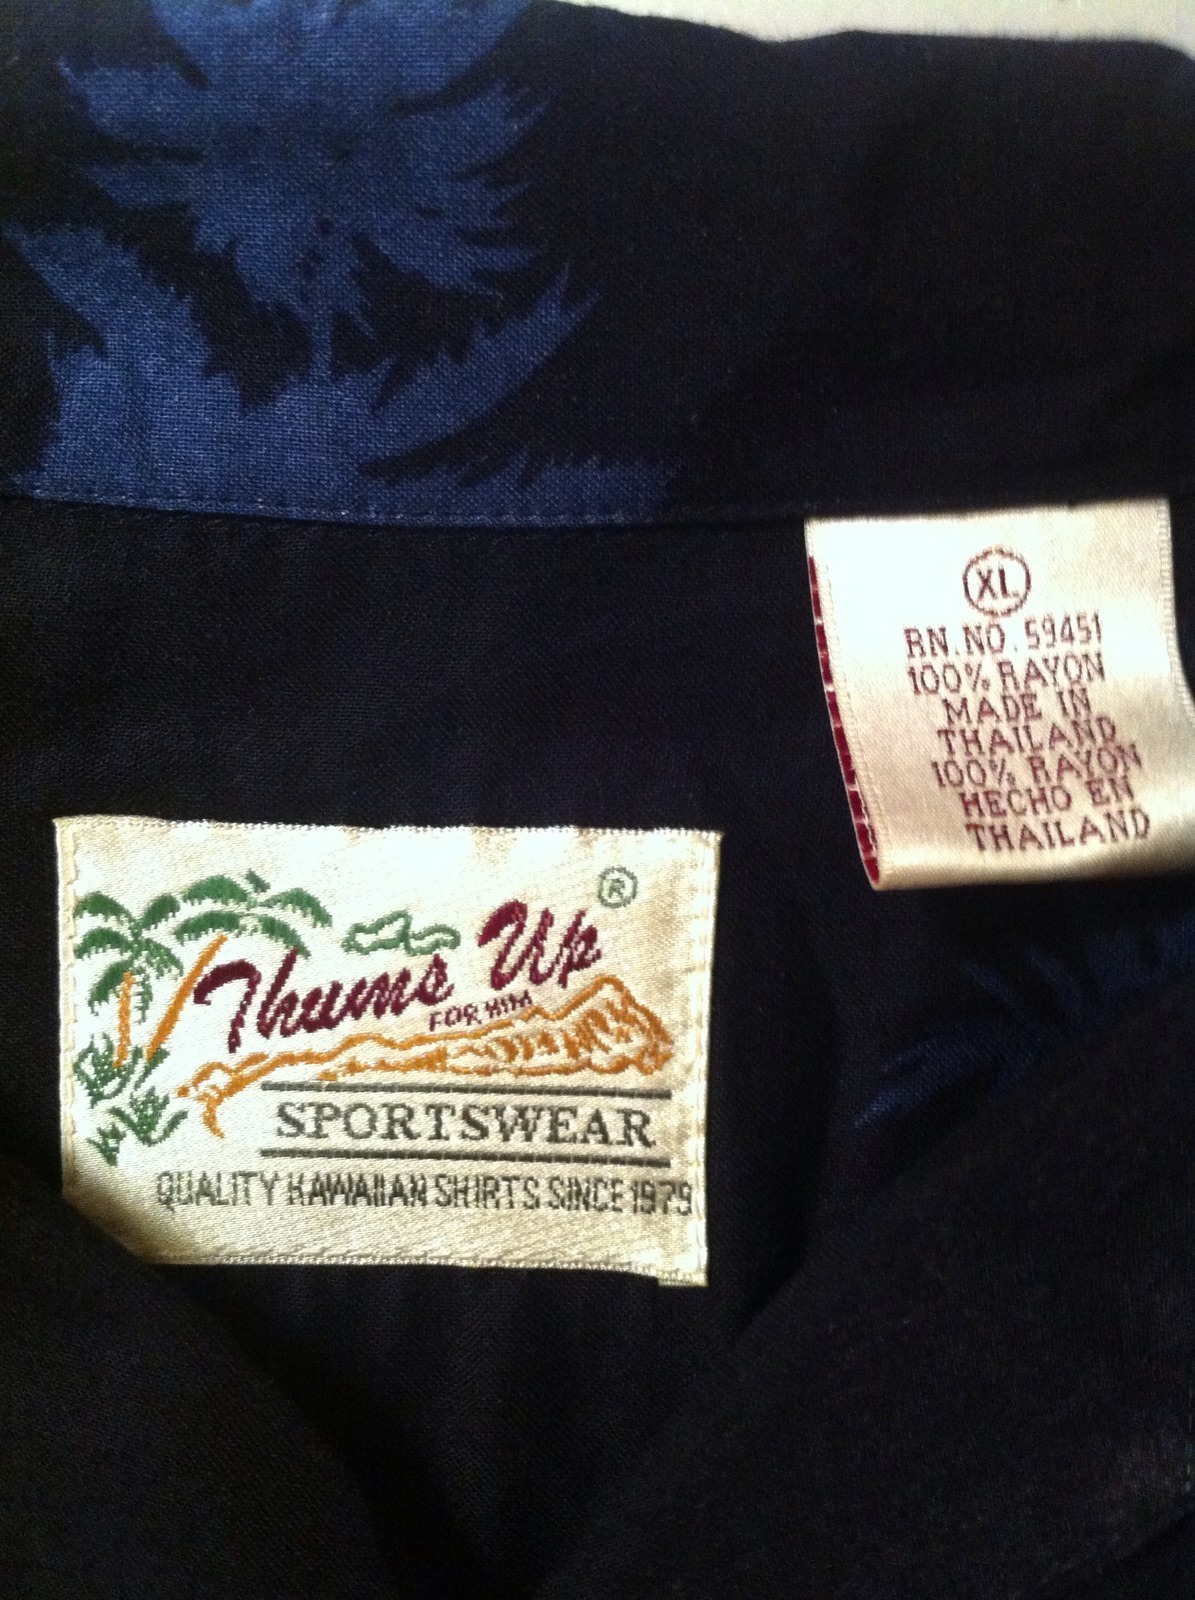 XL
RN.NO.59451
100% RAYON
MADE IN
THAILAND
100% RAYON
HECHO EN
THAILAND
Thums Up ®
FOR HIM
SPORTSWEAR
QUALITY HAWAIIAN SHIRTS SINCE 1979